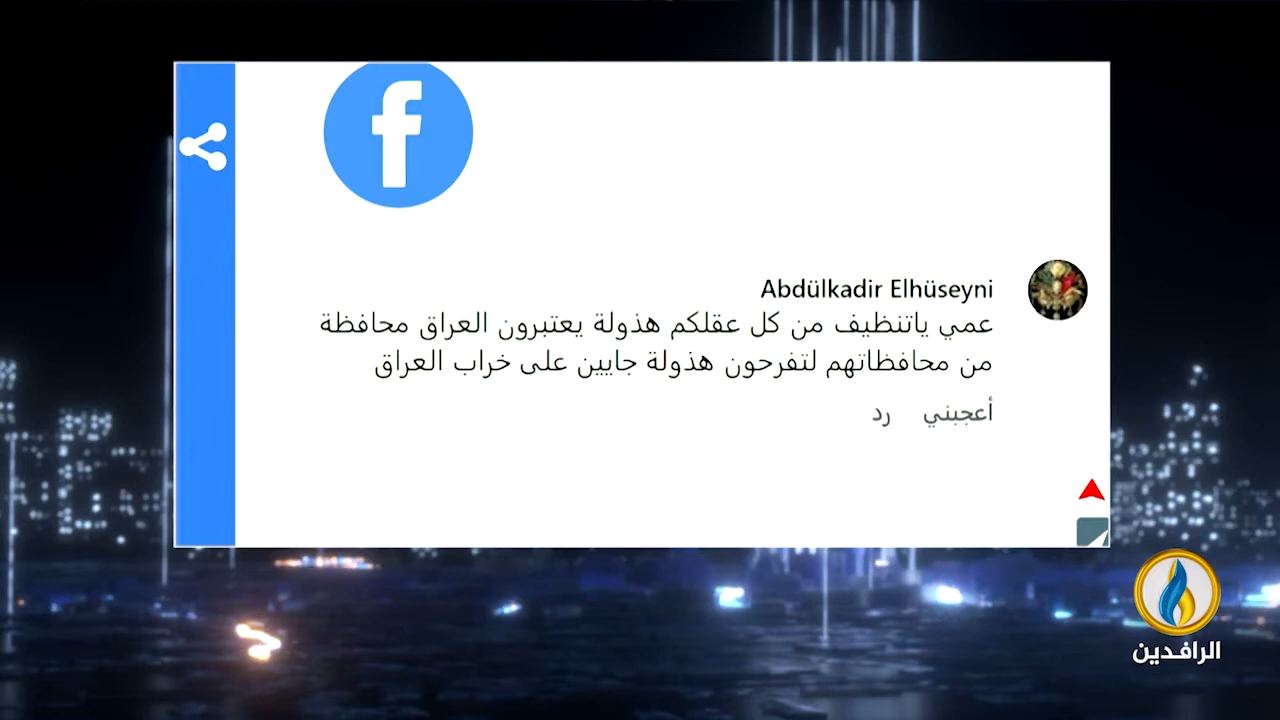 Abdülkadir Elhüseyni
عمي ياتنظيف من كل عقلكم هذولة يعتبرون العراق محافظة
من محافظاتهم لتفرحون هذولة جايين على خراب العراق
أعجبني رد
الرافدين